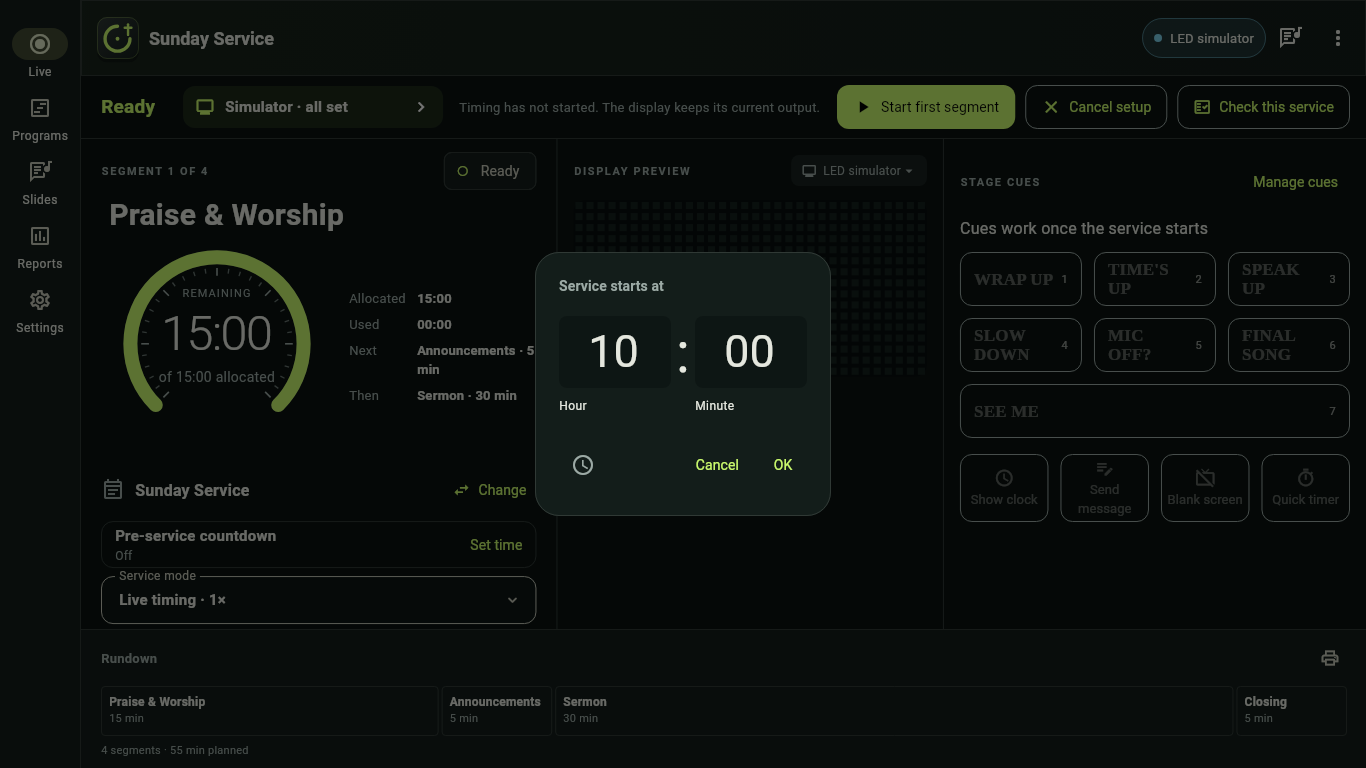 Sunday Service
LED simulator
Live
Programs
Slides
Reports
Settings
Ready
Simulator · all set
Timing has not started. The display keeps its current output.
Start first segment
Cancel setup
Check this service
SEGMENT 1 OF 4
Ready
Praise & Worship
REMAINING
15:00
of 15:00 allocated
Allocated 15:00
Used 00:00
Next Announcements · 5
min
Then Sermon · 30 min
Sunday Service
Change
Pre-service countdown
Off
Set time
Service mode
Live timing · 1×
DISPLAY PREVIEW
LED simulator
Service starts at
10 : 00
Hour Minute
Cancel OK
STAGE CUES
Manage cues
Cues work once the service starts
WRAP UP 1
TIME'S
UP 2
SPEAK
UP 3
SLOW
DOWN 4
MIC
OFF? 5
FINAL
SONG 6
SEE ME 7
Show clock
Send
message
Blank screen
Quick timer
Rundown
Praise & Worship
15 min
Announcements
5 min
Sermon
30 min
Closing
5 min
4 segments · 55 min planned